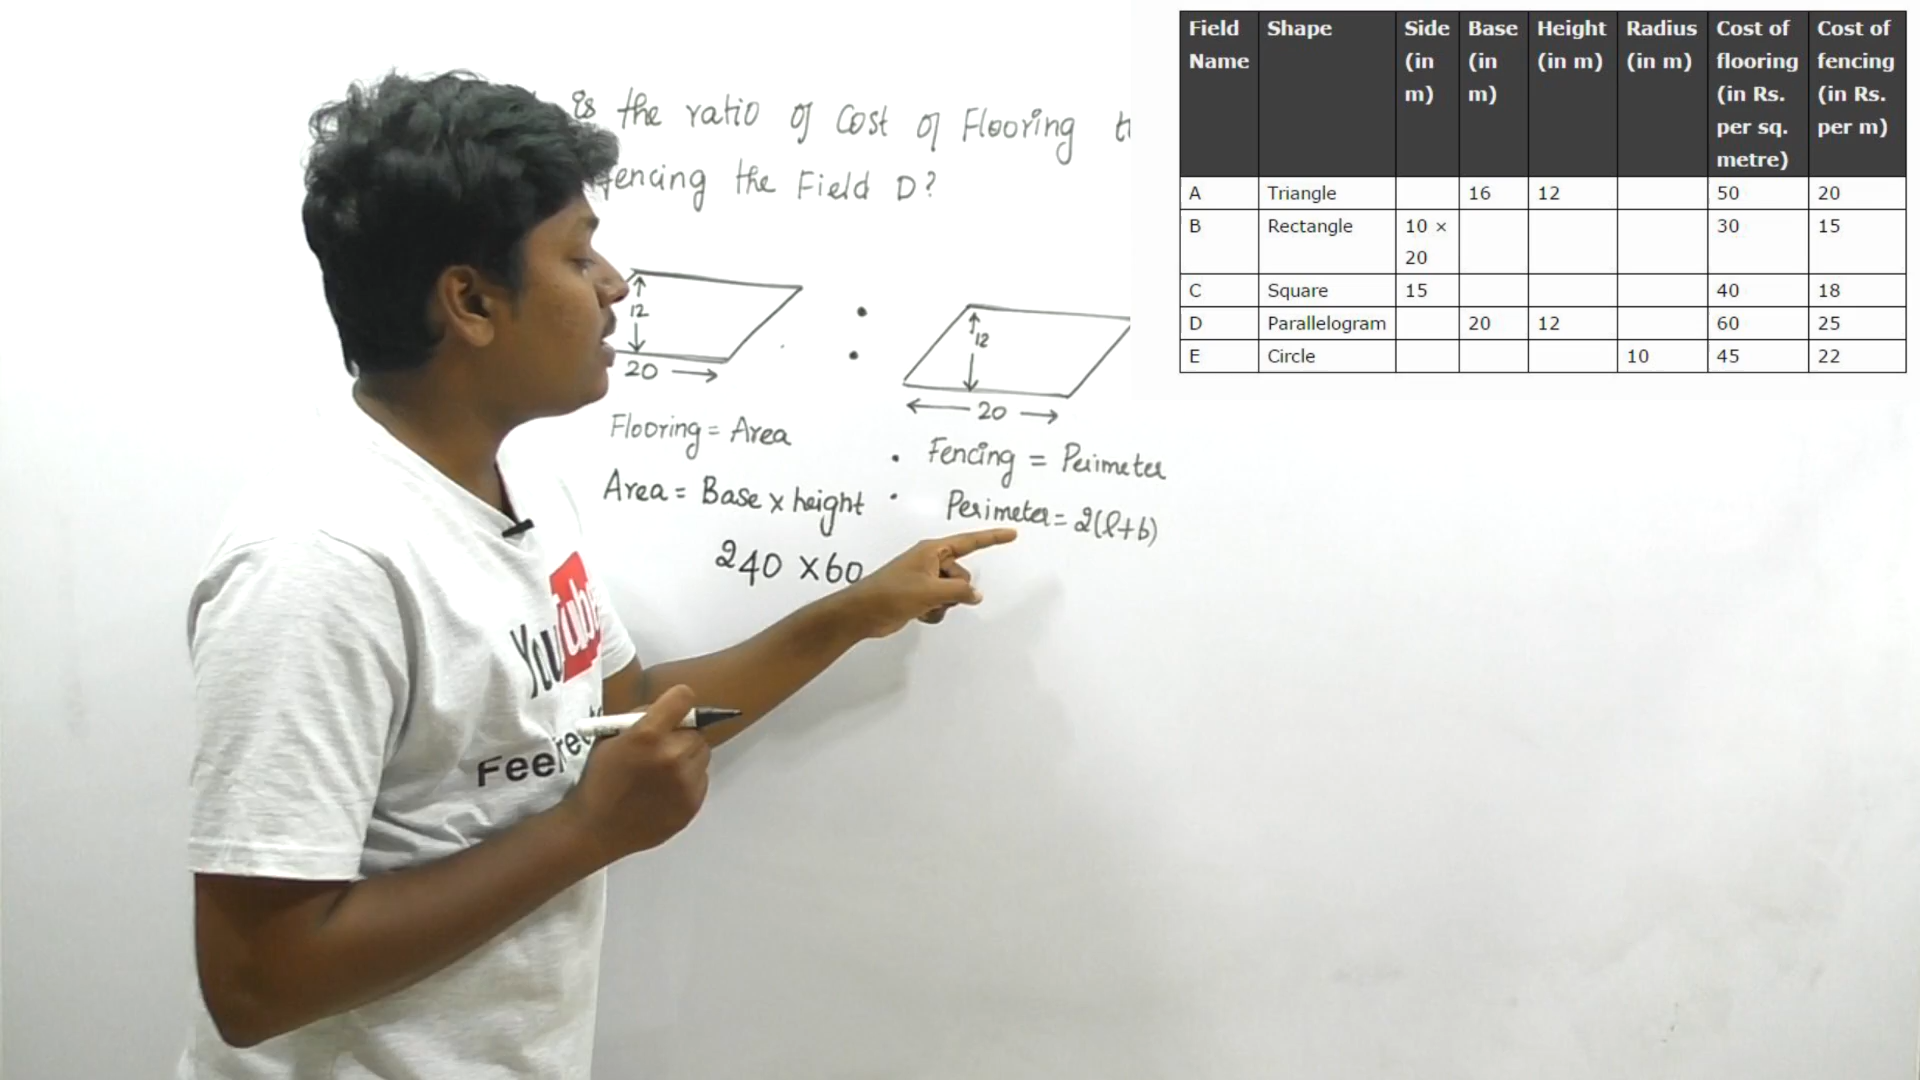 is the ratio of Cost of Flooring
fencing the Field D?
12
20
12
20
Flooring = Area
Area = Base x height
240 x 60
Fencing = Perimeter
Perimeter = 2(l+b)
YouTube
Feel
Field Name Shape Side (in m) Base (in m) Height (in m) Radius (in m) Cost of flooring (in Rs. per sq. metre) Cost of fencing (in Rs. per m)
A Triangle 16 12 50 20
B Rectangle 10 × 20 30 15
C Square 15 40 18
D Parallelogram 20 12 60 25
E Circle 10 45 22